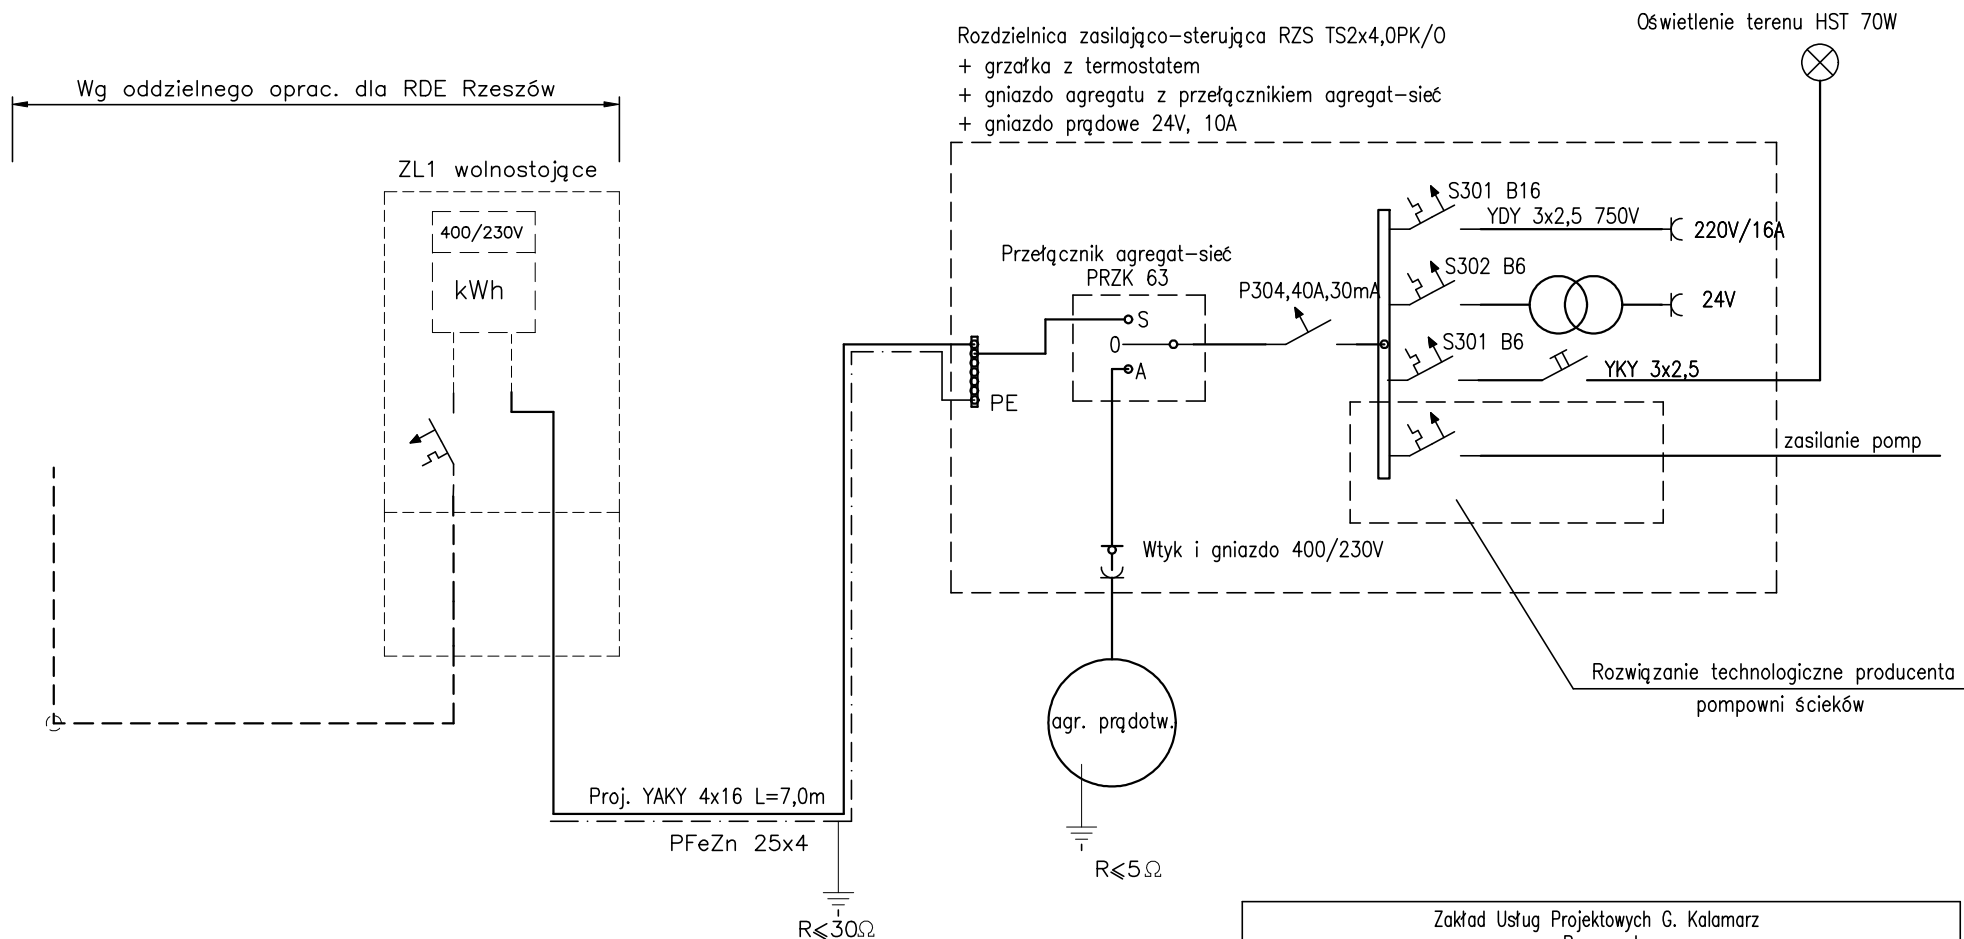 Oświetlenie terenu HST 70W
Rozdzielnica zasilająco-sterująca RZS TS2x4,0PK/0
+ grzałka z termostatem
+ gniazdo agregatu z przełącznikiem agregat-sieć
+ gniazdo prądowe 24V, 10A
Wg oddzielnego oprac. dla RDE Rzeszów
ZL1 wolnostojące
400/230V
kWh
S301 B16
YDY 3x2,5 750V
220V/16A
Przełącznik agregat-sieć
PRZK 63
S302 B6
P304,40A,30mA
24V
S
0
A
S301 B6
YKY 3x2,5
PE
zasilanie pomp
Wtyk i gniazdo 400/230V
Rozwiązanie technologiczne producenta
pompowni ścieków
agr. prądotw.
Proj. YAKY 4x16 L=7,0m
PFeZn 25x4
R⩽5Ω
R⩽30Ω
Zakład Usług Projektowych G. Kalamarz